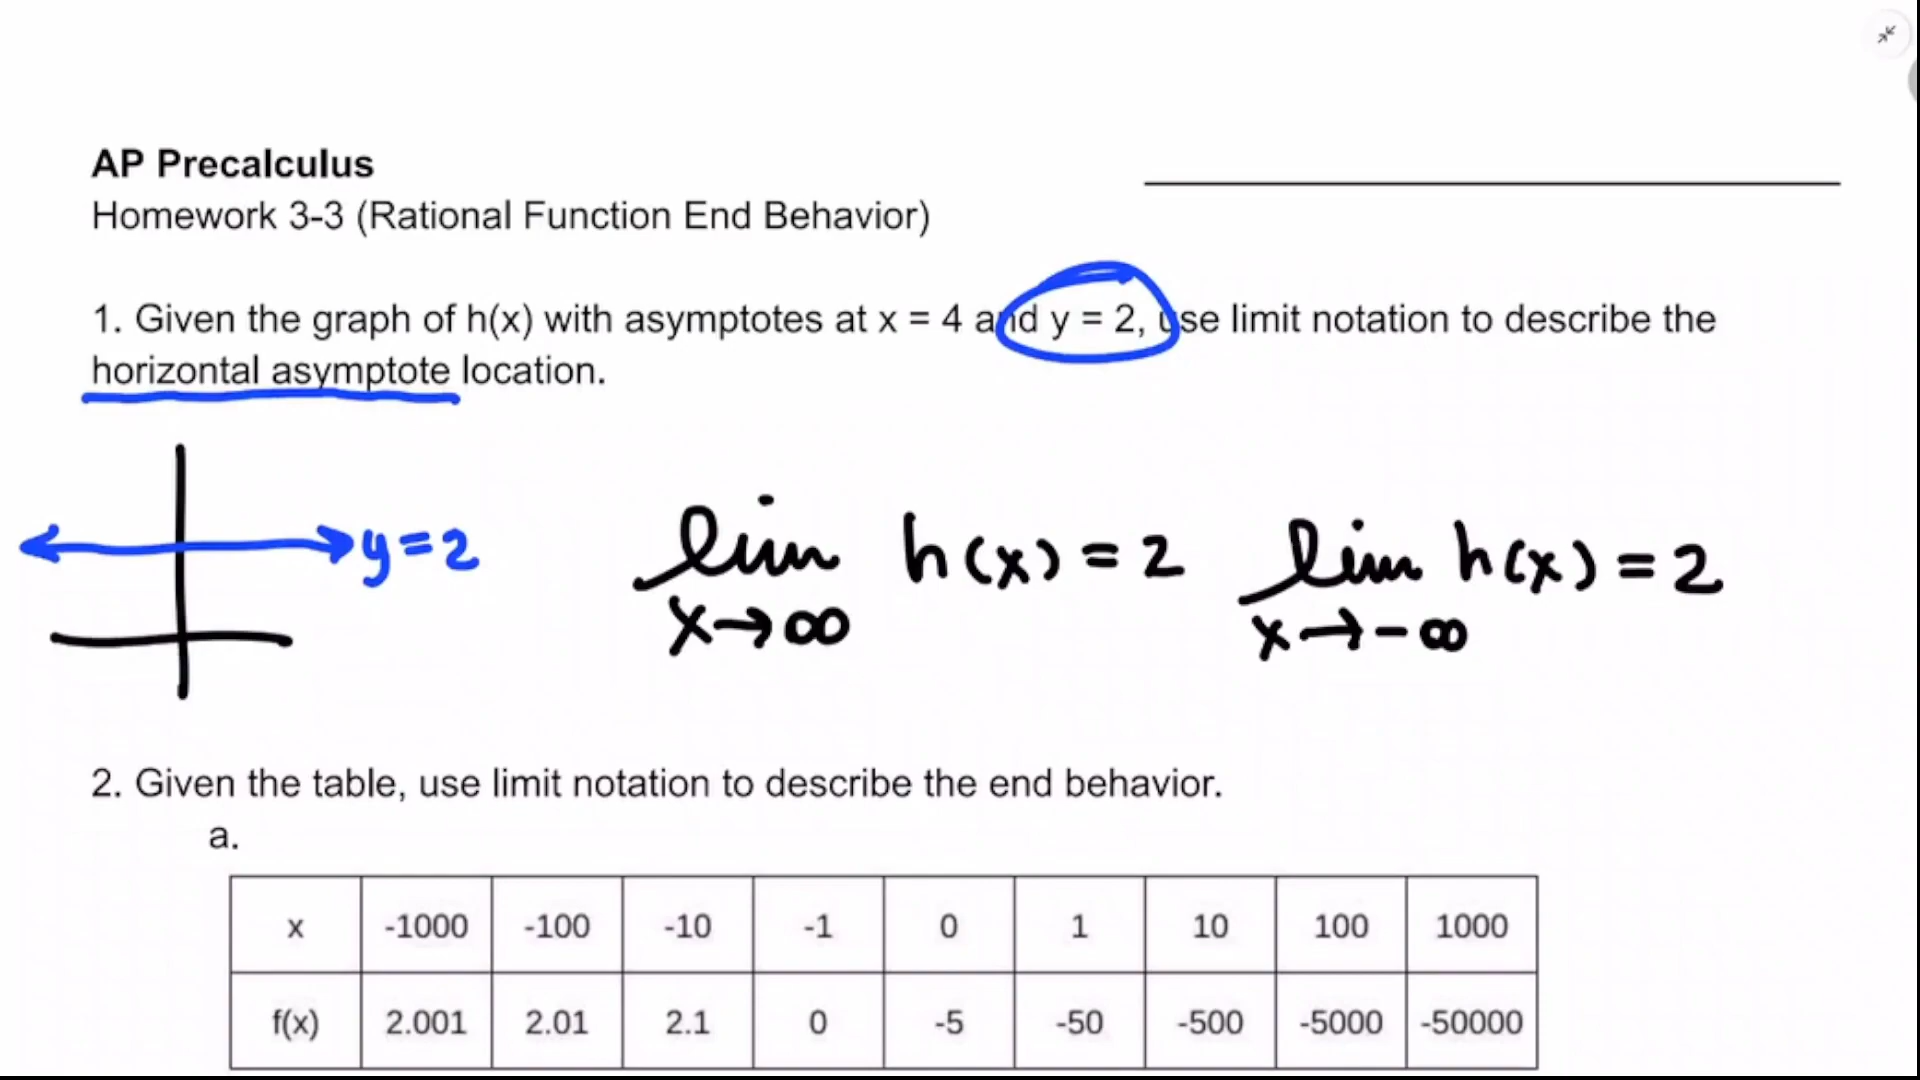 AP Precalculus
Homework 3-3 (Rational Function End Behavior)
1. Given the graph of h(x) with asymptotes at x = 4 and y = 2, use limit notation to describe the
horizontal asymptote location.
y=2
lim h(x) = 2 lim h(x) = 2
x→∞ x→-∞
2. Given the table, use limit notation to describe the end behavior.
a.
x -1000 -100 -10 -1 0 1 10 100 1000
f(x) 2.001 2.01 2.1 0 -5 -50 -500 -5000 -50000